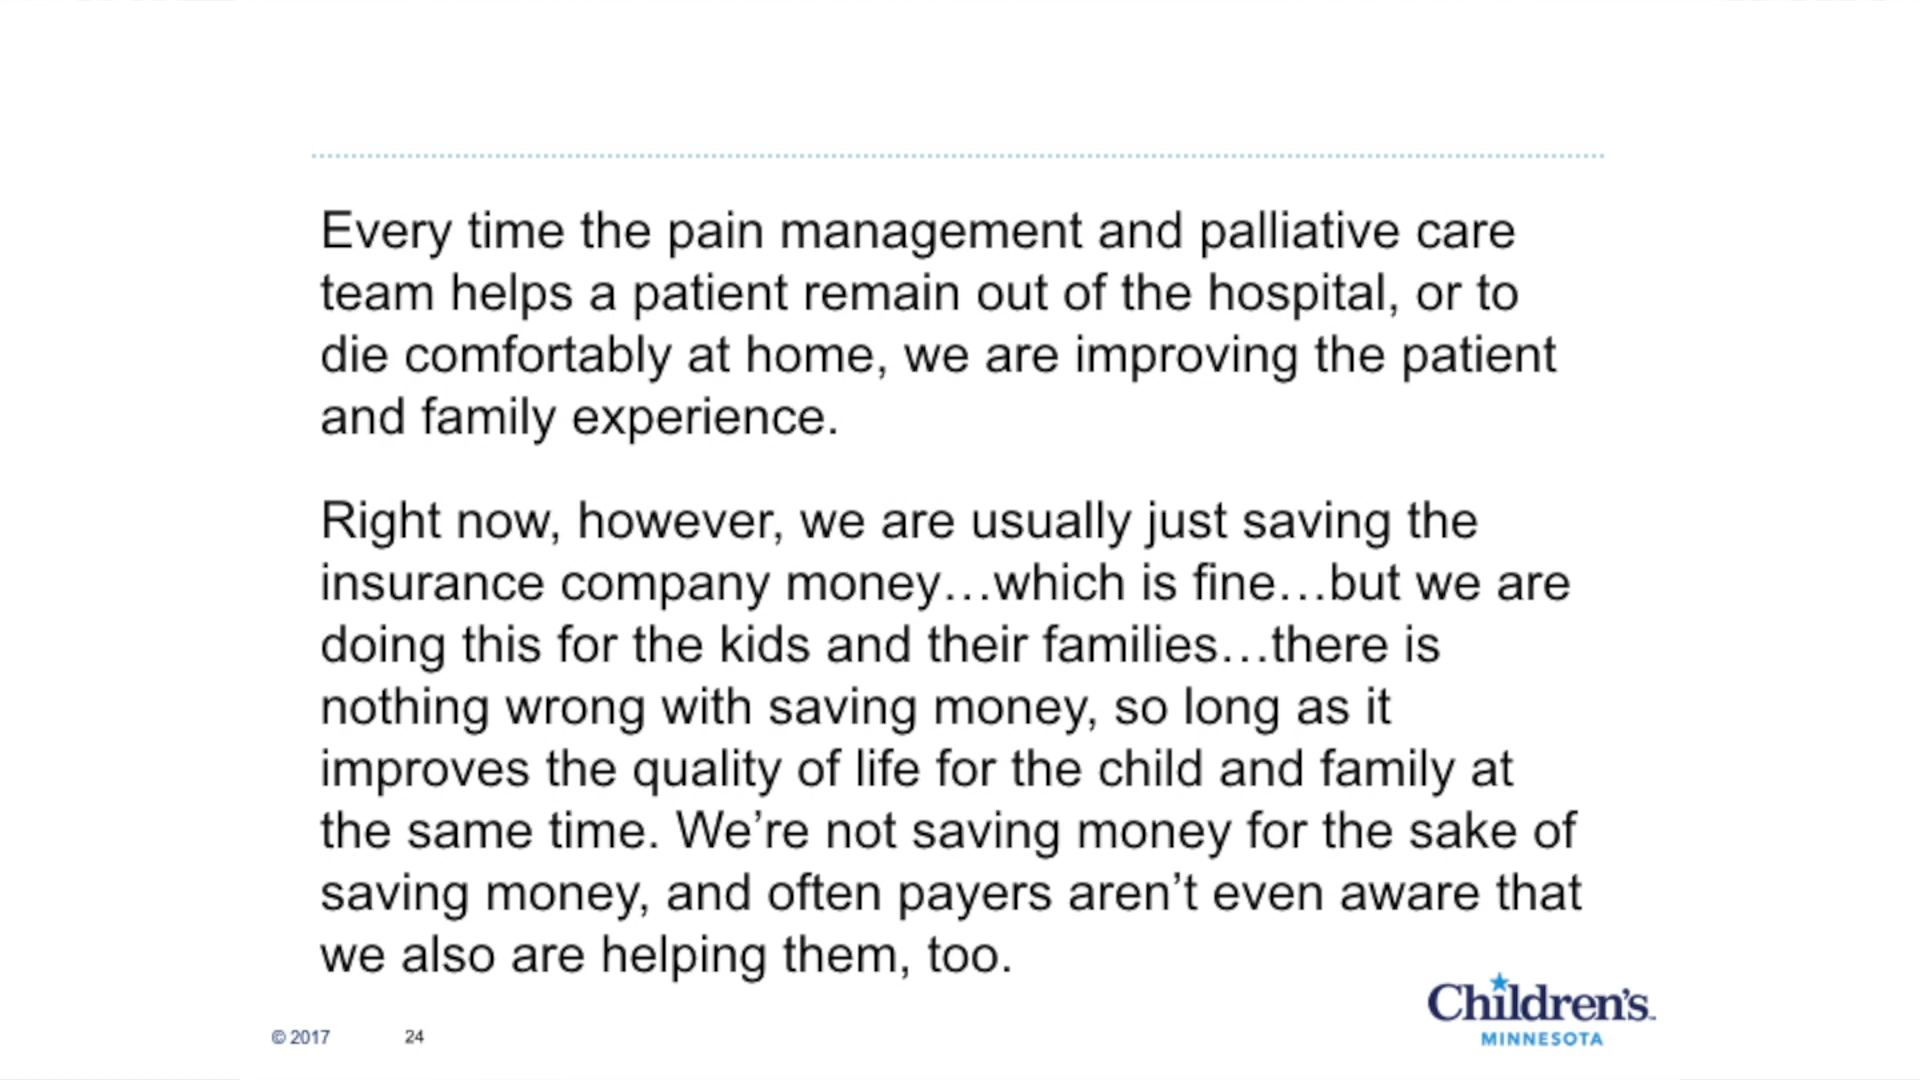 Every time the pain management and palliative care
team helps a patient remain out of the hospital, or to
die comfortably at home, we are improving the patient
and family experience.
Right now, however, we are usually just saving the
insurance company money…which is fine…but we are
doing this for the kids and their families…there is
nothing wrong with saving money, so long as it
improves the quality of life for the child and family at
the same time. We’re not saving money for the sake of
saving money, and often payers aren’t even aware that
we also are helping them, too.
Children's
MINNESOTA
© 2017 24